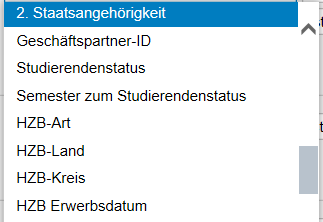 2. Staatsangehörigkeit
Geschäftspartner-ID
Studierendenstatus
Semester zum Studierendenstatus
HZB-Art
HZB-Land
HZB-Kreis
HZB Erwerbsdatum